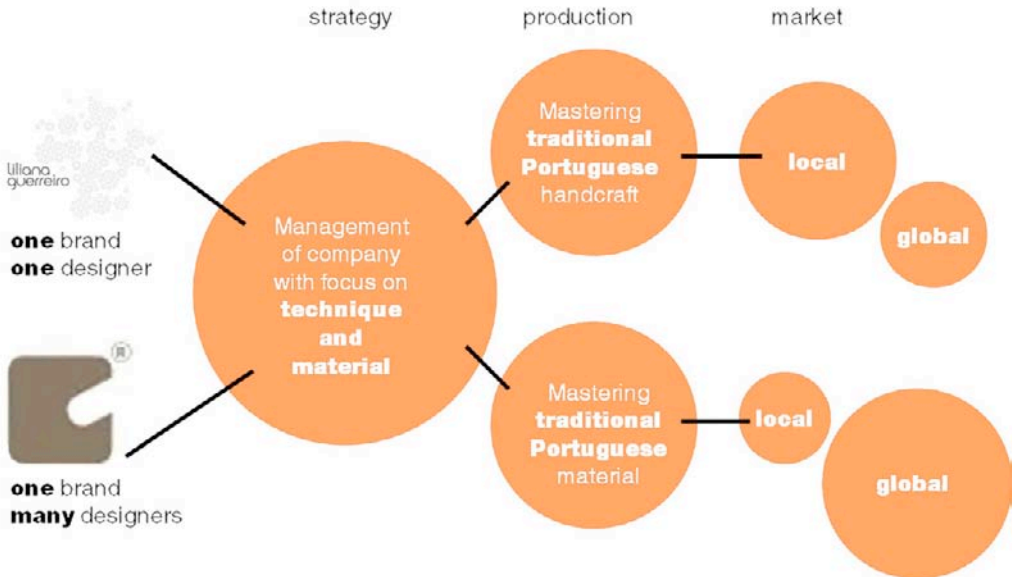 strategy
production
market
liliana
guerreiro
one brand
one designer
Management
of company
with focus on
technique
and
material
Mastering
traditional
Portuguese
handcraft
local
global
®
one brand
many designers
Mastering
traditional
Portuguese
material
local
global